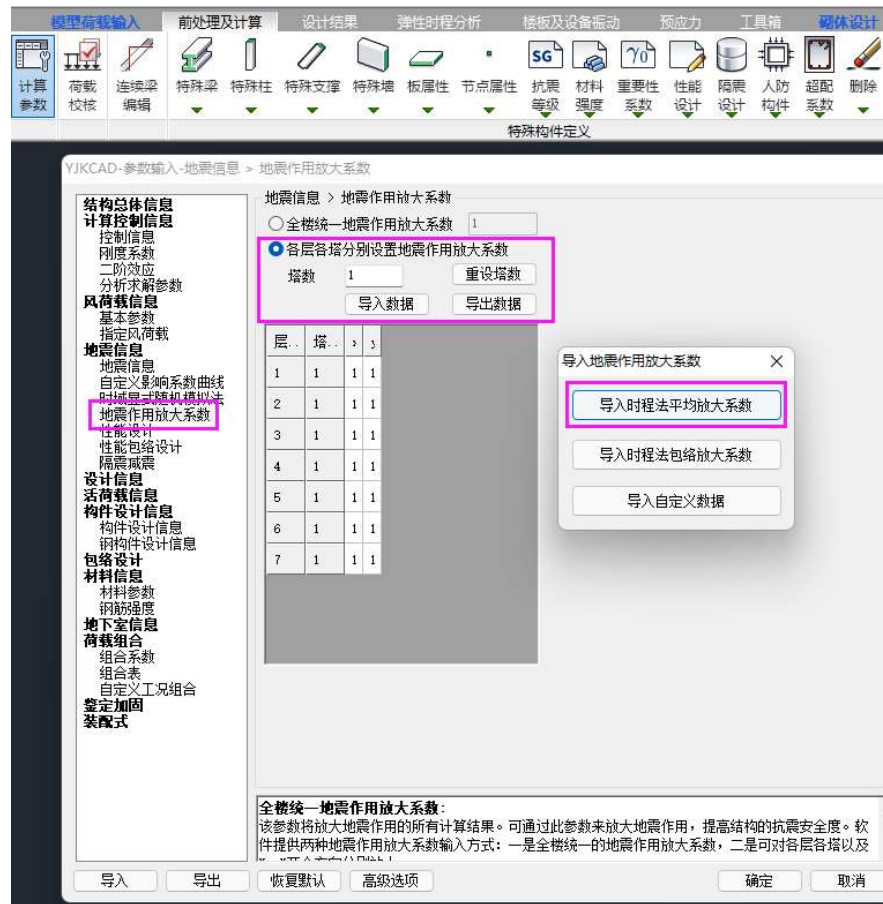 模型荷载输入 前处理及计算 设计结果 弹性时程分析 楼板及设备振动 预应力 工具箱 砌体设计
计算参数 荷载校核 连续梁编辑 特殊梁 特殊柱 特殊支撑 特殊墙 板属性 节点属性 SG 抗震等级 材料强度 γ0 重要性系数 性能设计 隔震设计 人防构件 超配系数 删除
特殊构件定义
YJKCAD-参数输入-地震信息 > 地震作用放大系数
结构总体信息
计算控制信息
控制信息
刚度系数
二阶效应
分析求解参数
风荷载信息
基本参数
指定风荷载
地震信息
地震信息
自定义影响系数曲线
时域显式随机模拟法
地震作用放大系数
性能设计
性能包络设计
隔震减震
设计信息
活荷载信息
构件设计信息
构件设计信息
钢构件设计信息
包络设计
材料信息
材料参数
钢筋强度
地下室信息
荷载组合
组合系数
组合表
自定义工况组合
鉴定加固
装配式
地震信息 > 地震作用放大系数
全楼统一地震作用放大系数 1
各层各塔分别设置地震作用放大系数
塔数 1 重设塔数
导入数据 导出数据
层.. 塔..
1 1 1 1
2 1 1 1
3 1 1 1
4 1 1 1
5 1 1 1
6 1 1 1
7 1 1 1
导入地震作用放大系数
导入时程法平均放大系数
导入时程法包络放大系数
导入自定义数据
全楼统一地震作用放大系数:
该参数将放大地震作用的所有计算结果。可通过此参数来放大地震作用，提高结构的抗震安全度。软
件提供两种地震作用放大系数输入方式：一是全楼统一的地震作用放大系数，二是可对各层各塔以及
导入 导出 恢复默认 高级选项 确定 取消